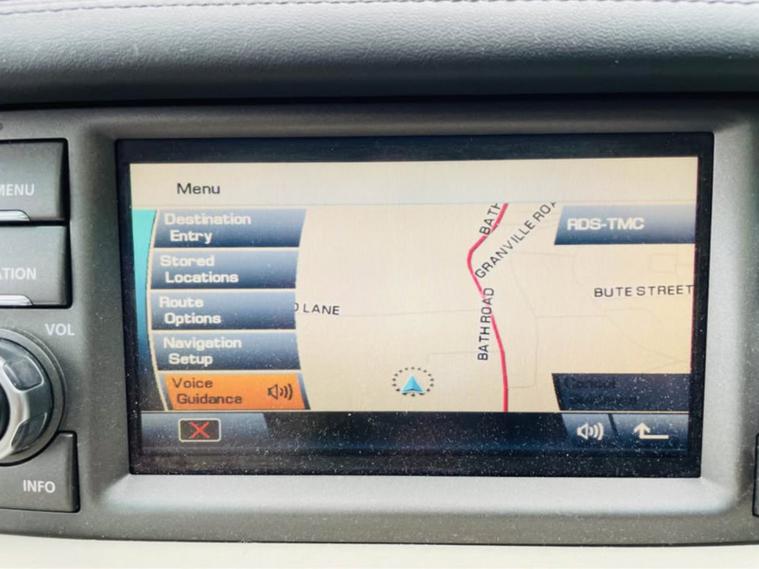 MENU
ATION
VOL
INFO
Menu
Destination
Entry
Stored
Locations
Route
Options
Navigation
Setup
Voice
Guidance
RDS-TMC
BATH
GRANVILLE ROA
BATH ROAD
BUTE STREET
D LANE